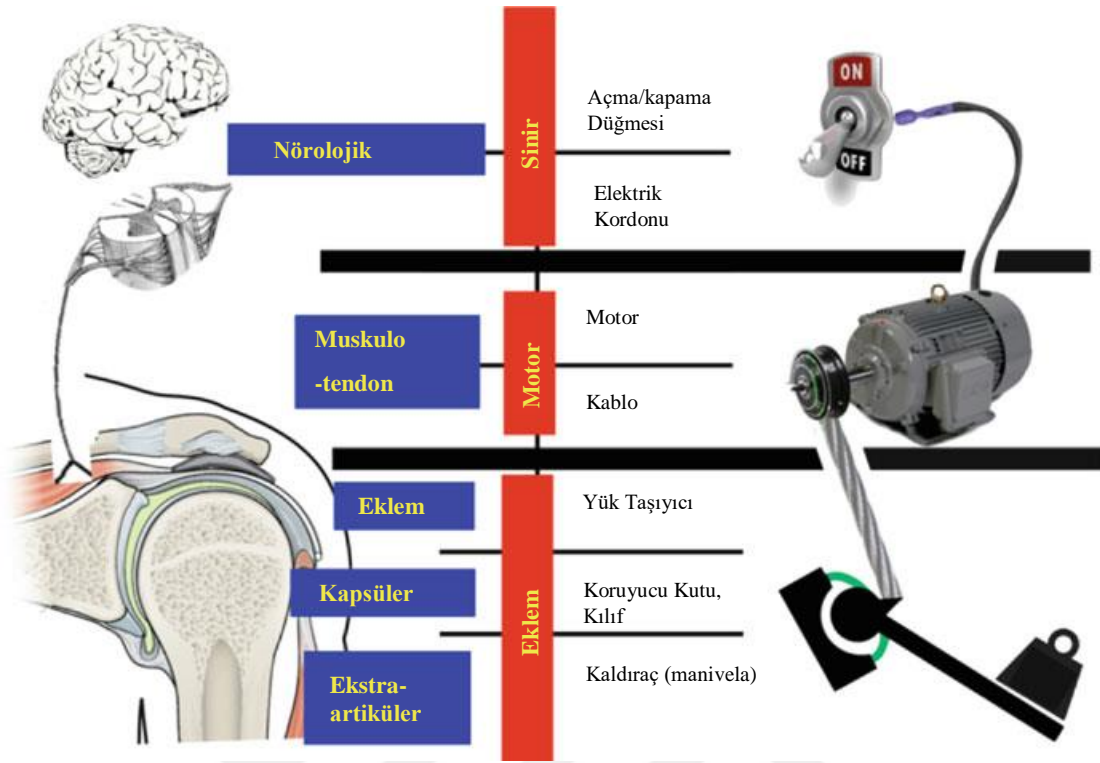 ON
OFF
Açma/kapama
Düğmesi
Nörolojik
Sinir
Elektrik
Kordonu
Muskulo
-tendon
Motor
Motor
Kablo
Eklem
Yük Taşıyıcı
Kapsüler
Eklem
Koruyucu Kutu,
Kılıf
Ekstra-
artiküler
Kaldıraç (manivela)